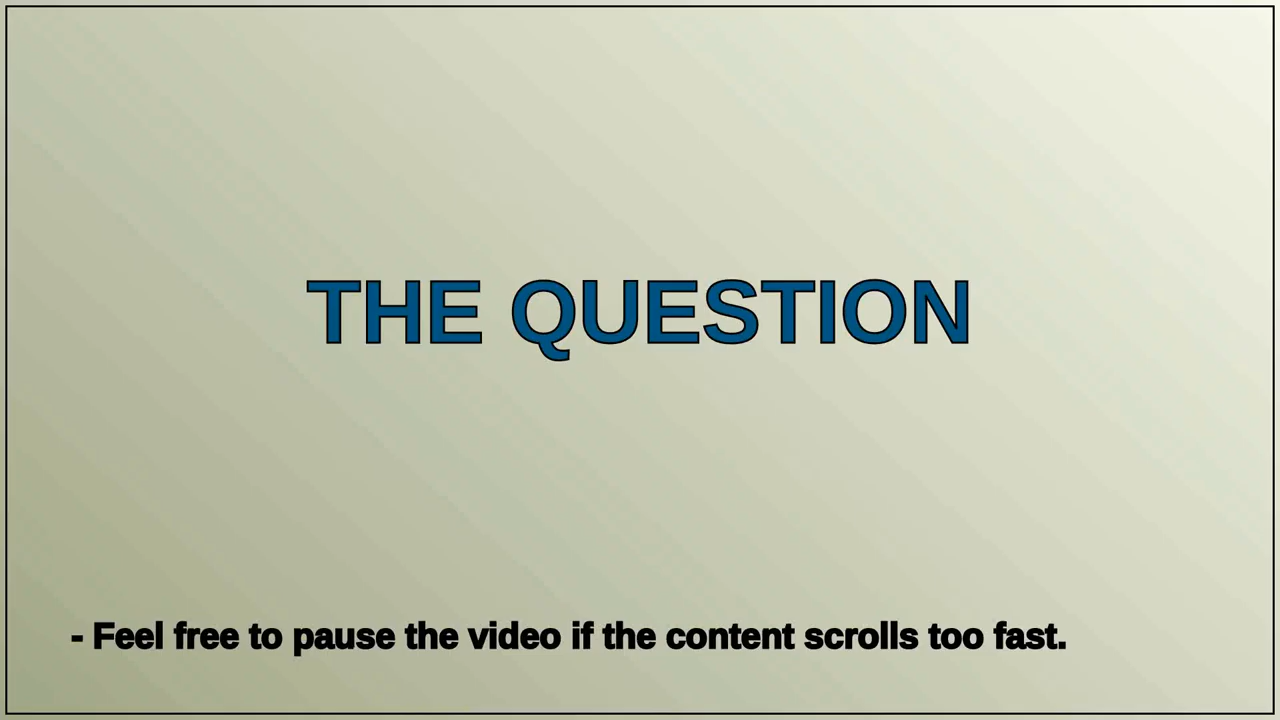 THE QUESTION
- Feel free to pause the video if the content scrolls too fast.